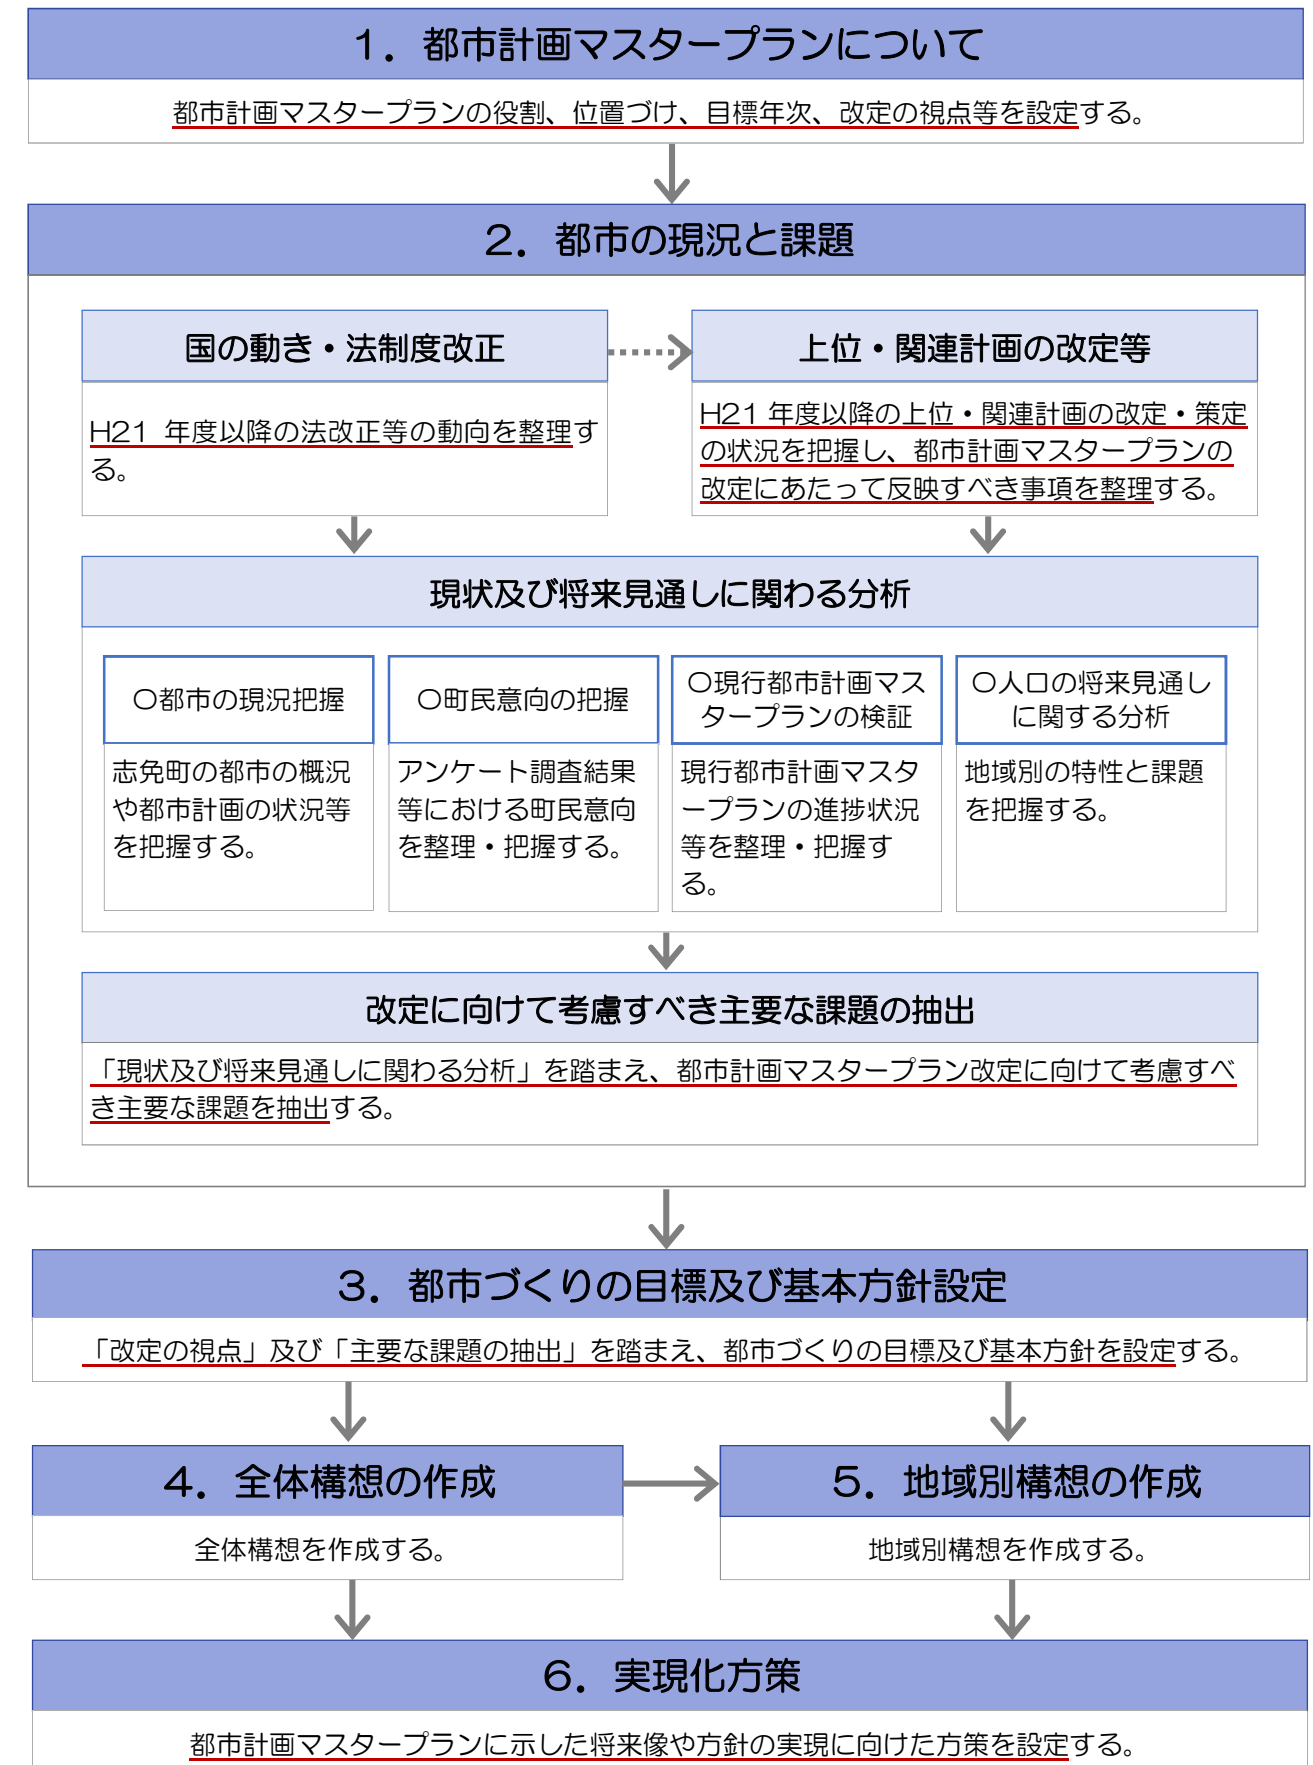 １．都市計画マスタープランについて
都市計画マスタープランの役割、位置づけ、目標年次、改定の視点等を設定する。
２．都市の現況と課題
国の動き・法制度改正
H21 年度以降の法改正等の動向を整理す
る。
上位・関連計画の改定等
H21 年度以降の上位・関連計画の改定・策定
の状況を把握し、都市計画マスタープランの
改定にあたって反映すべき事項を整理する。
現状及び将来見通しに関わる分析
〇都市の現況把握
志免町の都市の概況
や都市計画の状況等
を把握する。
〇町民意向の把握
アンケート調査結果
等における町民意向
を整理・把握する。
〇現行都市計画マス
タープランの検証
現行都市計画マスタ
ープランの進捗状況
等を整理・把握す
る。
〇人口の将来見通し
に関する分析
地域別の特性と課題
を把握する。
改定に向けて考慮すべき主要な課題の抽出
「現状及び将来見通しに関わる分析」を踏まえ、都市計画マスタープラン改定に向けて考慮すべ
き主要な課題を抽出する。
３．都市づくりの目標及び基本方針設定
「改定の視点」及び「主要な課題の抽出」を踏まえ、都市づくりの目標及び基本方針を設定する。
４．全体構想の作成
全体構想を作成する。
５．地域別構想の作成
地域別構想を作成する。
６．実現化方策
都市計画マスタープランに示した将来像や方針の実現に向けた方策を設定する。